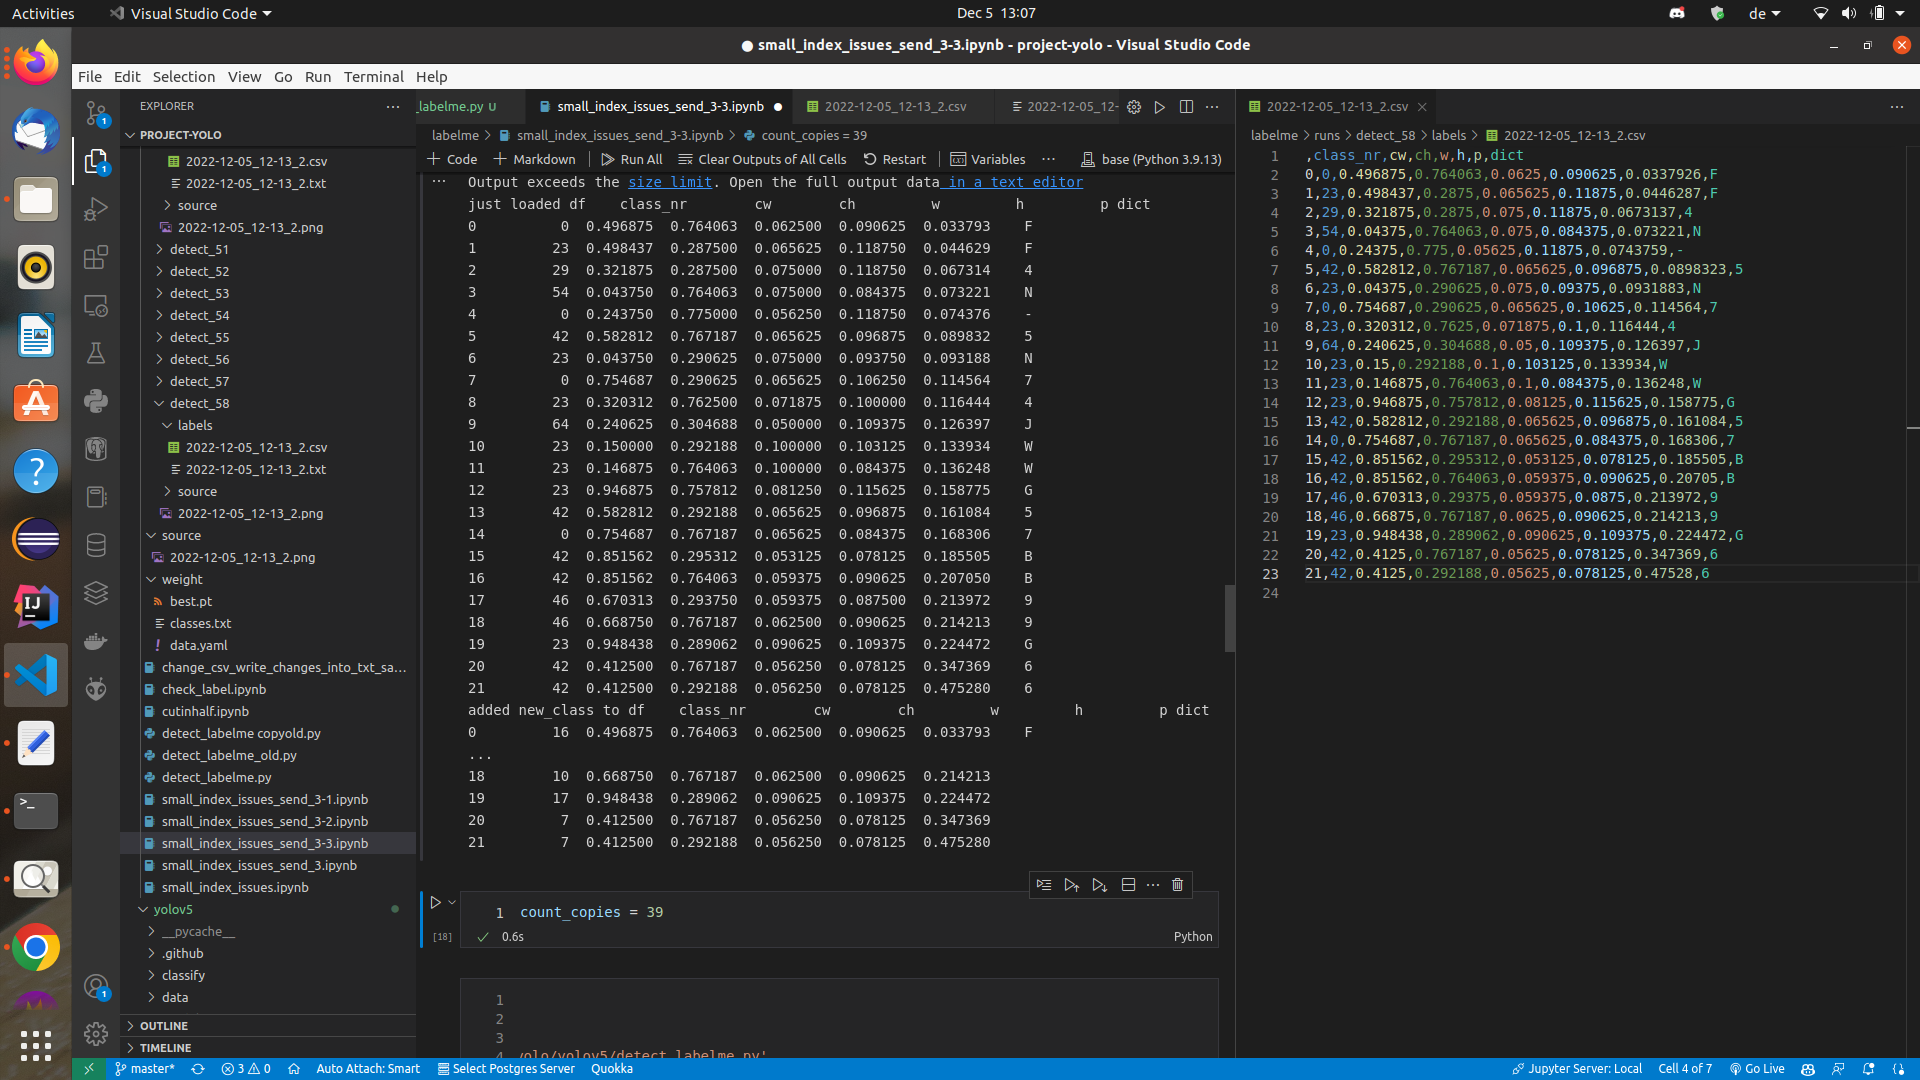 Activities
Visual Studio Code
Dec 5 13:07
de
small_index_issues_send_3-3.ipynb - project-yolo - Visual Studio Code
File Edit Selection View Go Run Terminal Help
EXPLORER
PROJECT-YOLO
2022-12-05_12-13_2.csv
2022-12-05_12-13_2.txt
source
2022-12-05_12-13_2.png
detect_51
detect_52
detect_53
detect_54
detect_55
detect_56
detect_57
detect_58
labels
2022-12-05_12-13_2.csv
2022-12-05_12-13_2.txt
source
2022-12-05_12-13_2.png
source
2022-12-05_12-13_2.png
weight
best.pt
classes.txt
data.yaml
change_csv_write_changes_into_txt_sa...
check_label.ipynb
cutinhalf.ipynb
detect_labelme copyold.py
detect_labelme_old.py
detect_labelme.py
small_index_issues_send_3-1.ipynb
small_index_issues_send_3-2.ipynb
small_index_issues_send_3-3.ipynb
small_index_issues_send_3.ipynb
small_index_issues.ipynb
yolov5
__pycache__
.github
classify
data
OUTLINE
TIMELINE
_labelme.py U
small_index_issues_send_3-3.ipynb
2022-12-05_12-13_2.csv
2022-12-05_12-
labelme > small_index_issues_send_3-3.ipynb > count_copies = 39
+ Code + Markdown Run All Clear Outputs of All Cells Restart Variables ... base (Python 3.9.13)
Output exceeds the size limit. Open the full output data in a text editor
just loaded df class_nr cw ch w h p dict
0 0 0.496875 0.764063 0.062500 0.090625 0.033793 F
1 23 0.498437 0.287500 0.065625 0.118750 0.044629 F
2 29 0.321875 0.287500 0.075000 0.118750 0.067314 4
3 54 0.043750 0.764063 0.075000 0.084375 0.073221 N
4 0 0.243750 0.775000 0.056250 0.118750 0.074376 -
5 42 0.582812 0.767187 0.065625 0.096875 0.089832 5
6 23 0.043750 0.290625 0.075000 0.093750 0.093188 N
7 0 0.754687 0.290625 0.065625 0.106250 0.114564 7
8 23 0.320312 0.762500 0.071875 0.100000 0.116444 4
9 64 0.240625 0.304688 0.050000 0.109375 0.126397 J
10 23 0.150000 0.292188 0.100000 0.103125 0.133934 W
11 23 0.146875 0.764063 0.100000 0.084375 0.136248 W
12 23 0.946875 0.757812 0.081250 0.115625 0.158775 G
13 42 0.582812 0.292188 0.065625 0.096875 0.161084 5
14 0 0.754687 0.767187 0.065625 0.084375 0.168306 7
15 42 0.851562 0.295312 0.053125 0.078125 0.185505 B
16 42 0.851562 0.764063 0.059375 0.090625 0.207050 B
17 46 0.670313 0.293750 0.059375 0.087500 0.213972 9
18 46 0.668750 0.767187 0.062500 0.090625 0.214213 9
19 23 0.948438 0.289062 0.090625 0.109375 0.224472 G
20 42 0.412500 0.767187 0.056250 0.078125 0.347369 6
21 42 0.412500 0.292188 0.056250 0.078125 0.475280 6
added new_class to df class_nr cw ch w h p dict
0 16 0.496875 0.764063 0.062500 0.090625 0.033793 F
...
18 10 0.668750 0.767187 0.062500 0.090625 0.214213
19 17 0.948438 0.289062 0.090625 0.109375 0.224472
20 7 0.412500 0.767187 0.056250 0.078125 0.347369
21 7 0.412500 0.292188 0.056250 0.078125 0.475280
1 count_copies = 39
[18] 0.6s Python
1
2
3
4 yolo/yolov5/detect_labelme.py'
2022-12-05_12-13_2.csv
labelme > runs > detect_58 > labels > 2022-12-05_12-13_2.csv
1 ,class_nr,cw,ch,w,h,p,dict
2 0,0,0.496875,0.764063,0.0625,0.090625,0.0337926,F
3 1,23,0.498437,0.2875,0.065625,0.11875,0.0446287,F
4 2,29,0.321875,0.2875,0.075,0.11875,0.0673137,4
5 3,54,0.04375,0.764063,0.075,0.084375,0.073221,N
6 4,0,0.24375,0.775,0.05625,0.11875,0.0743759,-
7 5,42,0.582812,0.767187,0.065625,0.096875,0.0898323,5
8 6,23,0.04375,0.290625,0.075,0.09375,0.0931883,N
9 7,0,0.754687,0.290625,0.065625,0.10625,0.114564,7
10 8,23,0.320312,0.7625,0.071875,0.1,0.116444,4
11 9,64,0.240625,0.304688,0.05,0.109375,0.126397,J
12 10,23,0.15,0.292188,0.1,0.103125,0.133934,W
13 11,23,0.146875,0.764063,0.1,0.084375,0.136248,W
14 12,23,0.946875,0.757812,0.08125,0.115625,0.158775,G
15 13,42,0.582812,0.292188,0.065625,0.096875,0.161084,5
16 14,0,0.754687,0.767187,0.065625,0.084375,0.168306,7
17 15,42,0.851562,0.295312,0.053125,0.078125,0.185505,B
18 16,42,0.851562,0.764063,0.059375,0.090625,0.20705,B
19 17,46,0.670313,0.29375,0.059375,0.0875,0.213972,9
20 18,46,0.66875,0.767187,0.0625,0.090625,0.214213,9
21 19,23,0.948438,0.289062,0.090625,0.109375,0.224472,G
22 20,42,0.4125,0.767187,0.05625,0.078125,0.347369,6
23 21,42,0.4125,0.292188,0.05625,0.078125,0.47528,6
24
master* 3 0 Auto Attach: Smart Select Postgres Server Quokka
Jupyter Server: Local Cell 4 of 7 Go Live